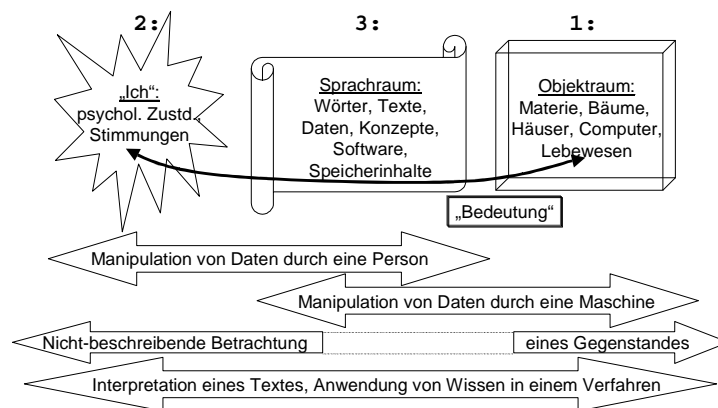 2: 3: 1:
„Ich“:
psychol. Zustd.,
Stimmungen
Sprachraum:
Wörter, Texte,
Daten, Konzepte,
Software,
Speicherinhalte
Objektraum:
Materie, Bäume,
Häuser, Computer,
Lebewesen
„Bedeutung“
Manipulation von Daten durch eine Person
Manipulation von Daten durch eine Maschine
Nicht-beschreibende Betrachtung eines Gegenstandes
Interpretation eines Textes, Anwendung von Wissen in einem Verfahren